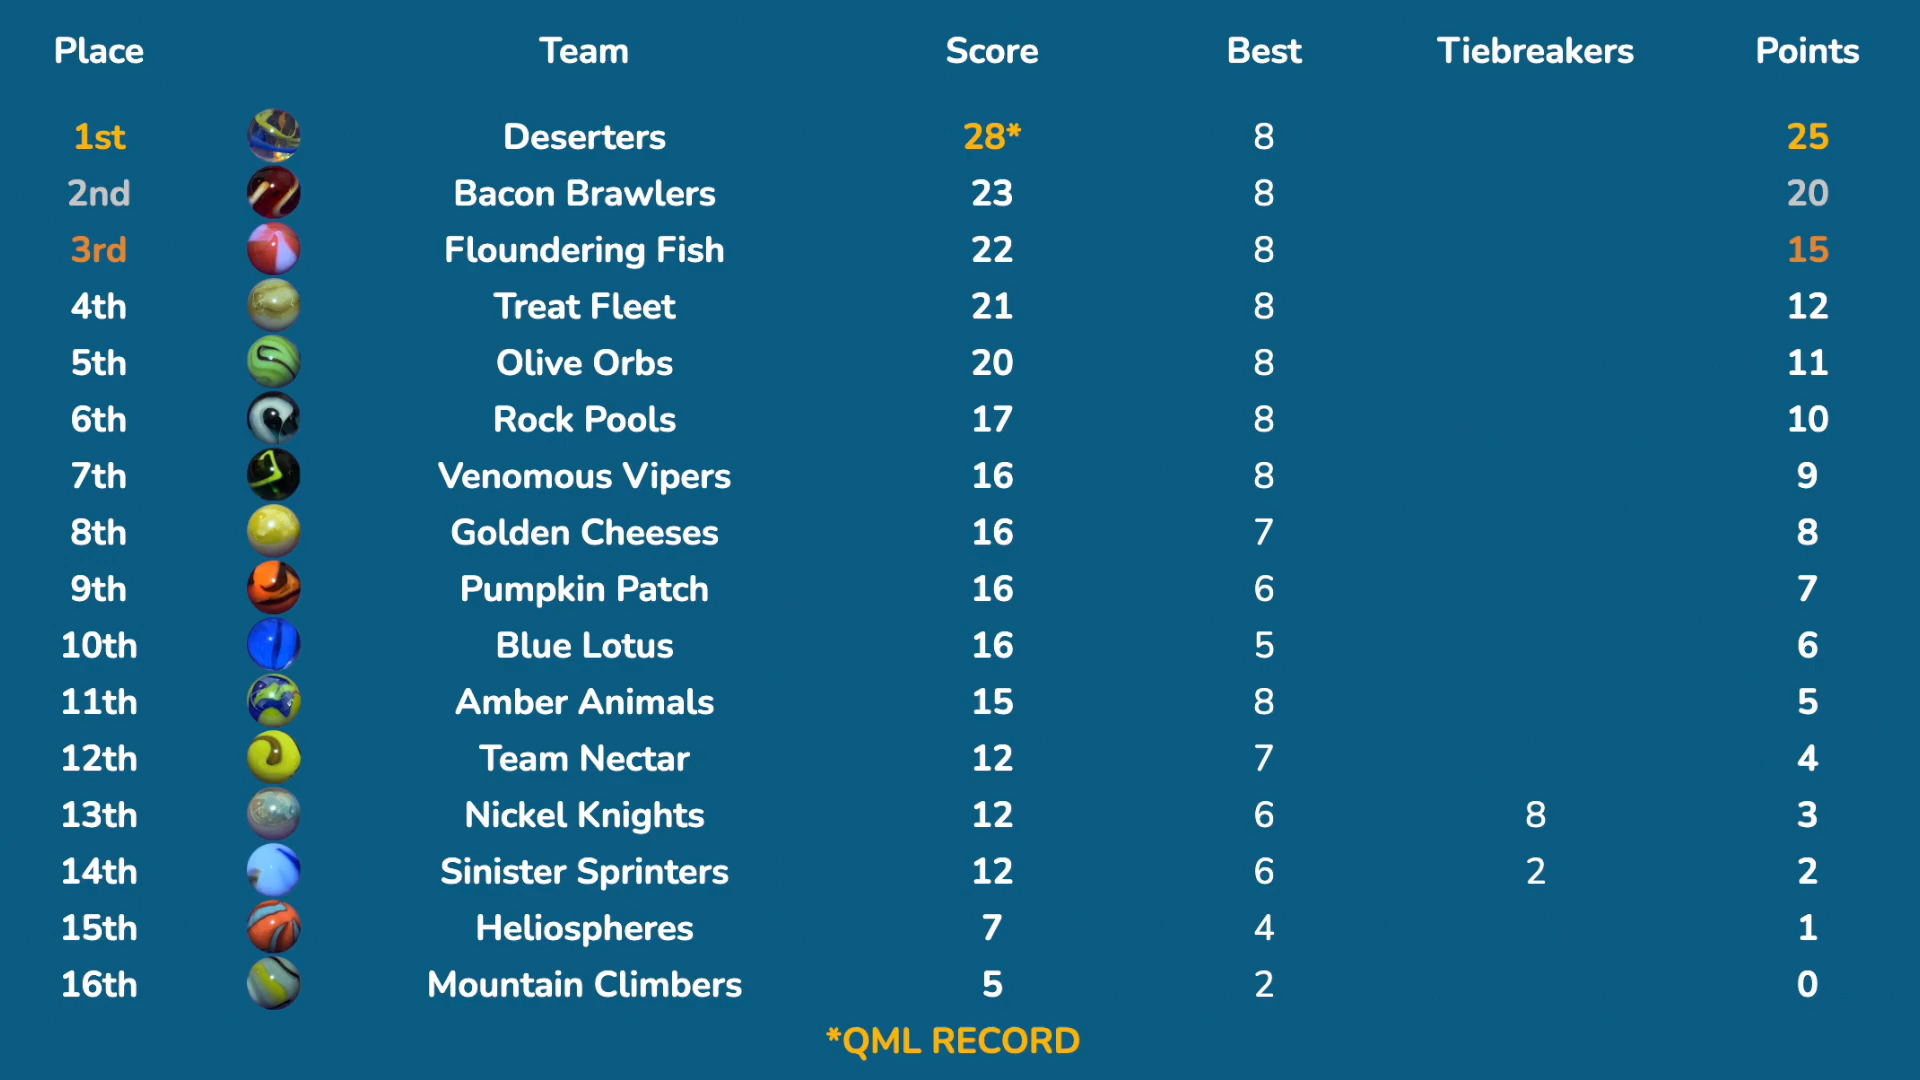 Place Team Score Best Tiebreakers Points
1st Deserters 28* 8 25
2nd Bacon Brawlers 23 8 20
3rd Floundering Fish 22 8 15
4th Treat Fleet 21 8 12
5th Olive Orbs 20 8 11
6th Rock Pools 17 8 10
7th Venomous Vipers 16 8 9
8th Golden Cheeses 16 7 8
9th Pumpkin Patch 16 6 7
10th Blue Lotus 16 5 6
11th Amber Animals 15 8 5
12th Team Nectar 12 7 4
13th Nickel Knights 12 6 8 3
14th Sinister Sprinters 12 6 2 2
15th Heliospheres 7 4 1
16th Mountain Climbers 5 2 0
*QML RECORD